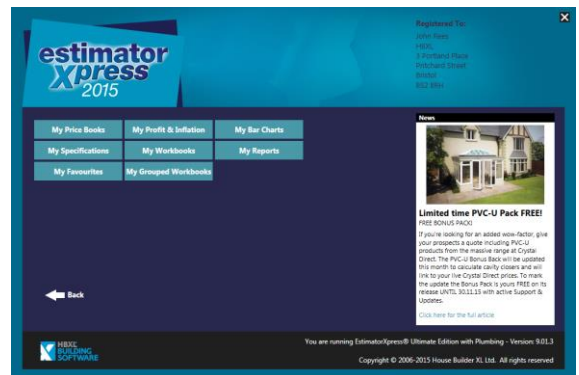 estimator
Xpress
2015
Registered To:
John Rees
HBXL
3 Portland Place
Pritchard Street
Bristol
BS2 8RH
My Price Books
My Profit & Inflation
My Bar Charts
My Specifications
My Workbooks
My Reports
My Favourites
My Grouped Workbooks
Back
News
Limited time PVC-U Pack FREE!
FREE BONUS PACK!
If you're looking for an added wow-factor, give
your prospects a quote including PVC-U
products from the massive range at Crystal
Direct. The PVC-U Bonus Back will be updated
this month to calculate cavity closers and will
link to your live Crystal Direct prices. To mark
the update the Bonus Pack is yours FREE on its
release UNTIL 30.11.15 with active Support &
Updates.
Click here for the full article
HBXL
BUILDING
SOFTWARE
You are running EstimatorXpress® Ultimate Edition with Plumbing - Version: 9.01.3
Copyright © 2006-2015 House Builder XL Ltd. All rights reserved